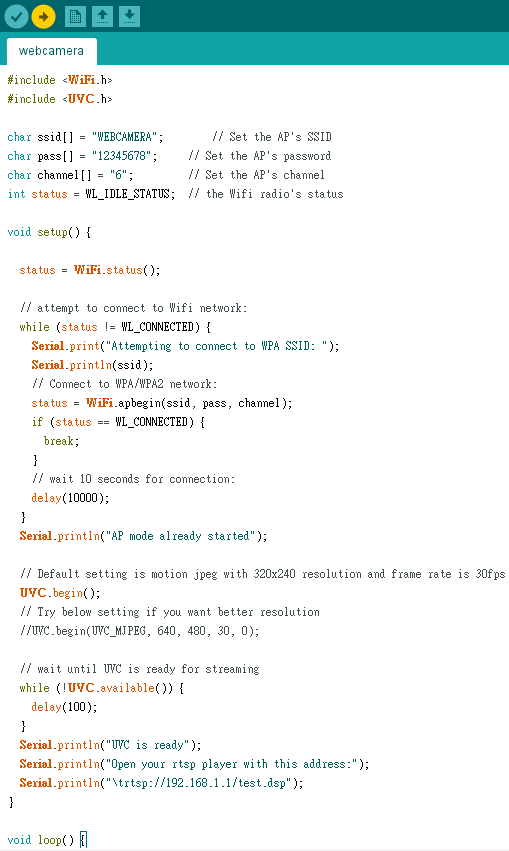 webcamera
#include <WiFi.h>
#include <UVC.h>
char ssid[] = "WEBCAMERA";        // Set the AP's SSID
char pass[] = "12345678";     // Set the AP's password
char channel[] = "6";         // Set the AP's channel
int status = WL_IDLE_STATUS;  // the Wifi radio's status
void setup() {
  status = WiFi.status();
  // attempt to connect to Wifi network:
  while (status != WL_CONNECTED) {
    Serial.print("Attempting to connect to WPA SSID: ");
    Serial.println(ssid);
    // Connect to WPA/WPA2 network:
    status = WiFi.apbegin(ssid, pass, channel);
    if (status == WL_CONNECTED) {
      break;
    }
    // wait 10 seconds for connection:
    delay(10000);
  }
  Serial.println("AP mode already started");
  // Default setting is motion jpeg with 320x240 resolution and frame rate is 30fps
  UVC.begin();
  // Try below setting if you want better resolution
  //UVC.begin(UVC_MJPEG, 640, 480, 30, 0);
  // wait until UVC is ready for streaming
  while (!UVC.available()) {
    delay(100);
  }
  Serial.println("UVC is ready");
  Serial.println("Open your rtsp player with this address:");
  Serial.println("\trtsp://192.168.1.1/test.dsp");
}
void loop() {